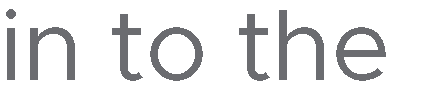 in to the